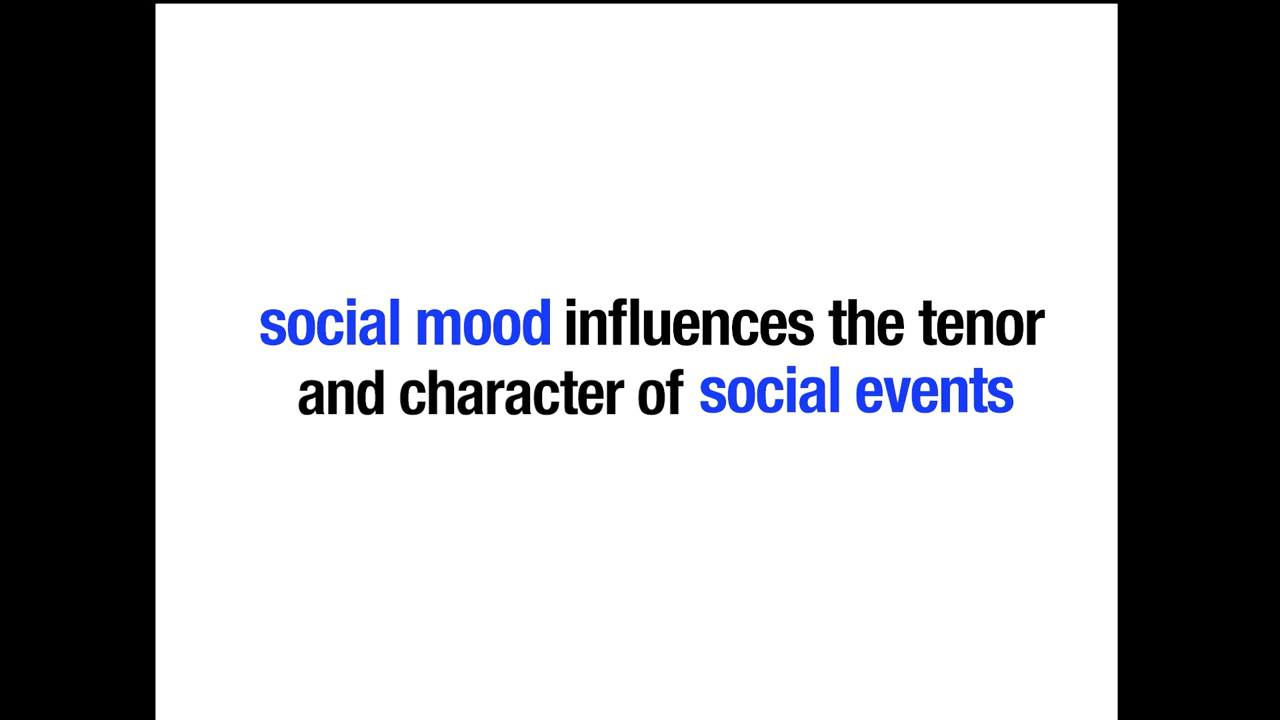 social mood influences the tenor
and character of social events